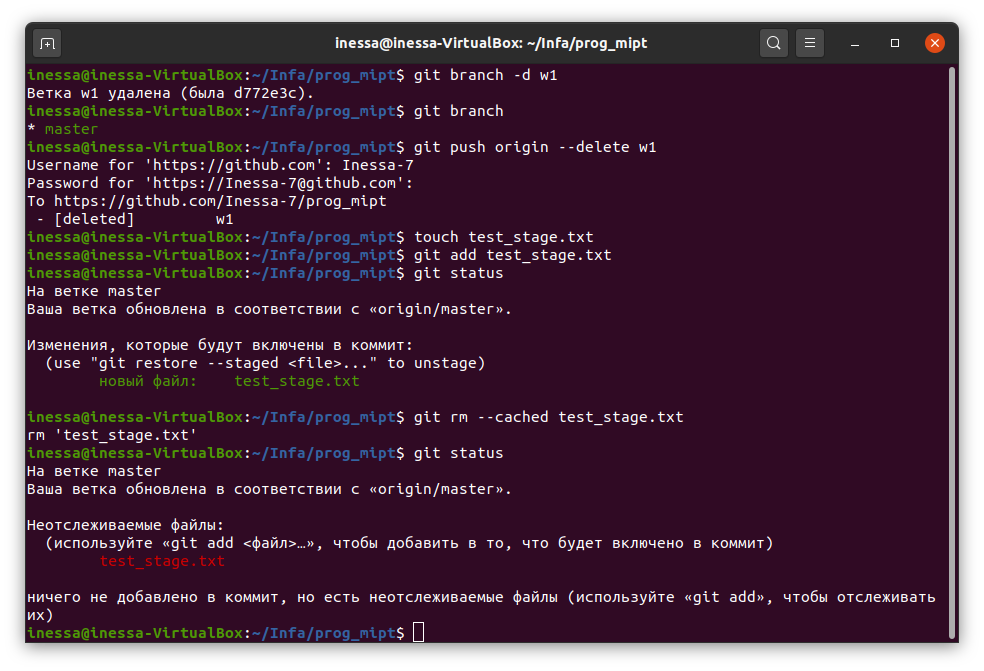 inessa@inessa-VirtualBox: ~/Infa/prog_mipt
inessa@inessa-VirtualBox:~/Infa/prog_mipt$ git branch -d w1
Ветка w1 удалена (была d772e3c).
inessa@inessa-VirtualBox:~/Infa/prog_mipt$ git branch
* master
inessa@inessa-VirtualBox:~/Infa/prog_mipt$ git push origin --delete w1
Username for 'https://github.com': Inessa-7
Password for 'https://Inessa-7@github.com':
To https://github.com/Inessa-7/prog_mipt
 - [deleted]         w1
inessa@inessa-VirtualBox:~/Infa/prog_mipt$ touch test_stage.txt
inessa@inessa-VirtualBox:~/Infa/prog_mipt$ git add test_stage.txt
inessa@inessa-VirtualBox:~/Infa/prog_mipt$ git status
На ветке master
Ваша ветка обновлена в соответствии с «origin/master».

Изменения, которые будут включены в коммит:
  (use "git restore --staged <file>..." to unstage)
        новый файл:    test_stage.txt

inessa@inessa-VirtualBox:~/Infa/prog_mipt$ git rm --cached test_stage.txt
rm 'test_stage.txt'
inessa@inessa-VirtualBox:~/Infa/prog_mipt$ git status
На ветке master
Ваша ветка обновлена в соответствии с «origin/master».

Неотслеживаемые файлы:
  (используйте «git add <файл>…», чтобы добавить в то, что будет включено в коммит)
        test_stage.txt

ничего не добавлено в коммит, но есть неотслеживаемые файлы (используйте «git add», чтобы отслеживать
их)
inessa@inessa-VirtualBox:~/Infa/prog_mipt$